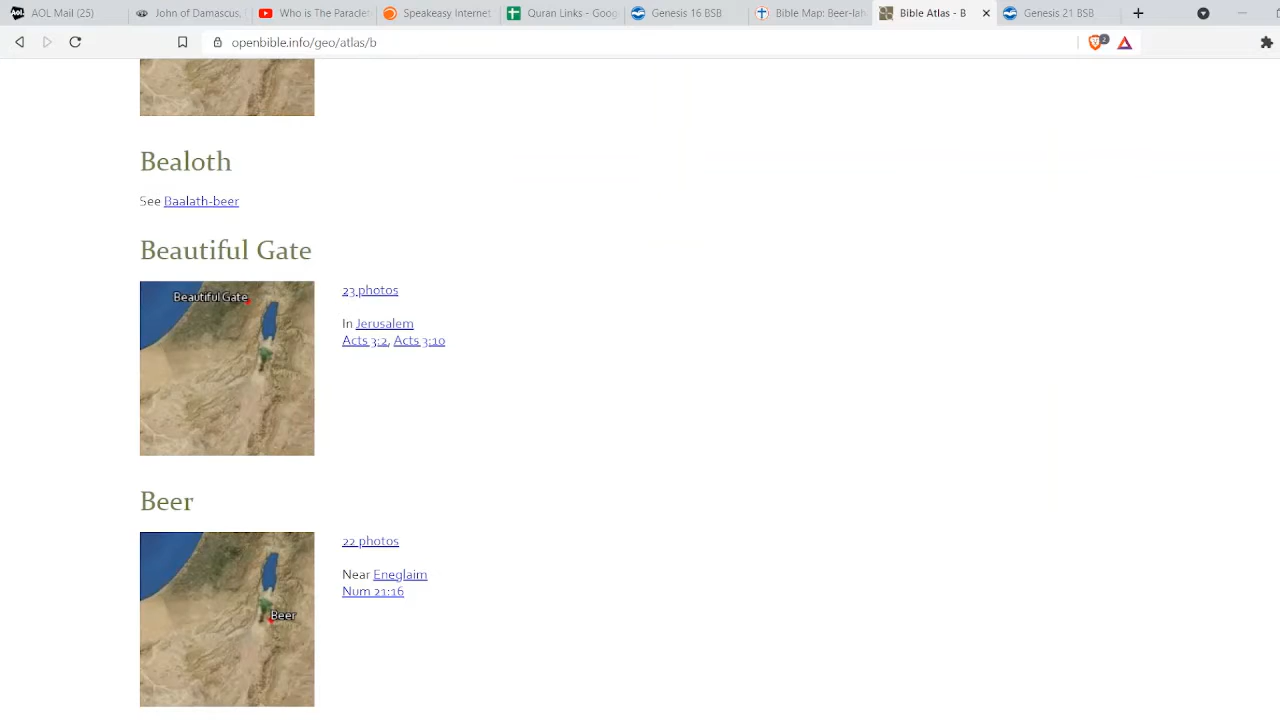 AOL Mail (25)
John of Damascus,
Who is The Paradet
Speakeasy Internet
Quran Links - Goog
Genesis 16 BSB
Bible Map: Beer-lah
Bible Atlas - B
Genesis 21 BSB
openbible.info/geo/atlas/b
2
Bealoth
See Baalath-beer
Beautiful Gate
Beautiful Gate
23 photos
In Jerusalem
Acts 3:2, Acts 3:10
Beer
22 photos
Near Eneglaim
Num 21:16
Beer